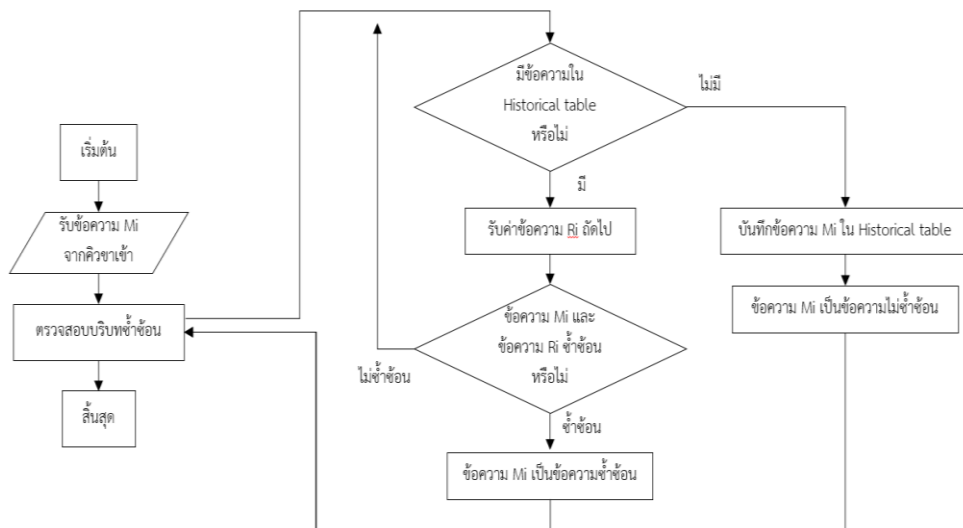 เริ่มต้น
รับข้อความ Mi
จากคิวขาเข้า
ตรวจสอบบริบทซ้ำซ้อน
สิ้นสุด
มีข้อความใน
Historical table
หรือไม่
ไม่มี
มี
รับค่าข้อความ Ri ถัดไป
ข้อความ Mi และ
ข้อความ Ri ซ้ำซ้อน
หรือไม่
ไม่ซ้ำซ้อน
ซ้ำซ้อน
ข้อความ Mi เป็นข้อความซ้ำซ้อน
บันทึกข้อความ Mi ใน Historical table
ข้อความ Mi เป็นข้อความไม่ซ้ำซ้อน